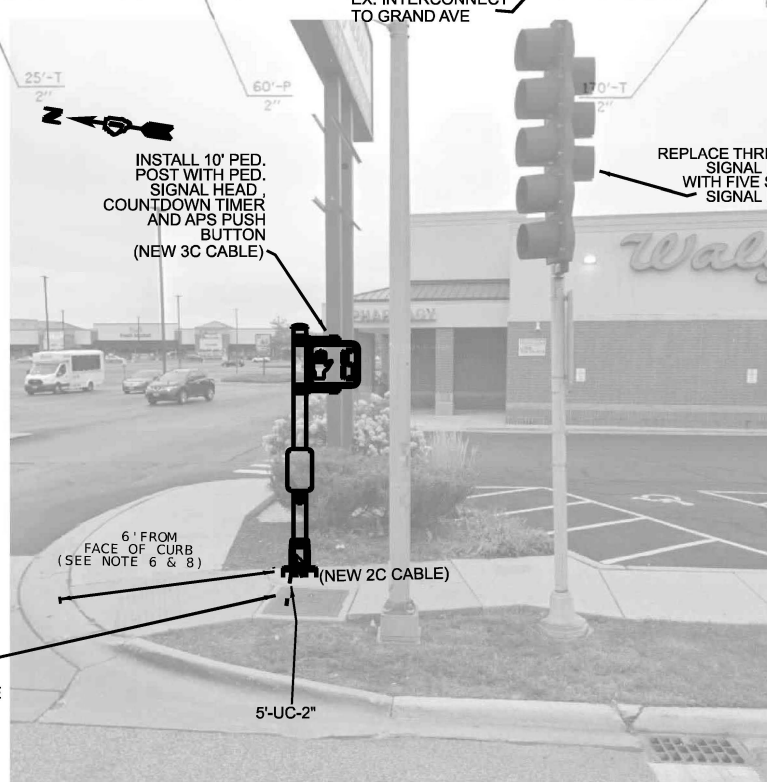 EX. INTERCONNECT
TO GRAND AVE
25'-T
2"
60'-P
2"
170'-T
2"
N
INSTALL 10' PED.
POST WITH PED.
SIGNAL HEAD,
COUNTDOWN TIMER
AND APS PUSH
BUTTON
(NEW 3C CABLE)
REPLACE THRE
SIGNAL
WITH FIVE S
SIGNAL
Walg
PHARMACY
6' FROM
FACE OF CURB
(SEE NOTE 6 & 8)
(NEW 2C CABLE)
5'-UC-2"
E